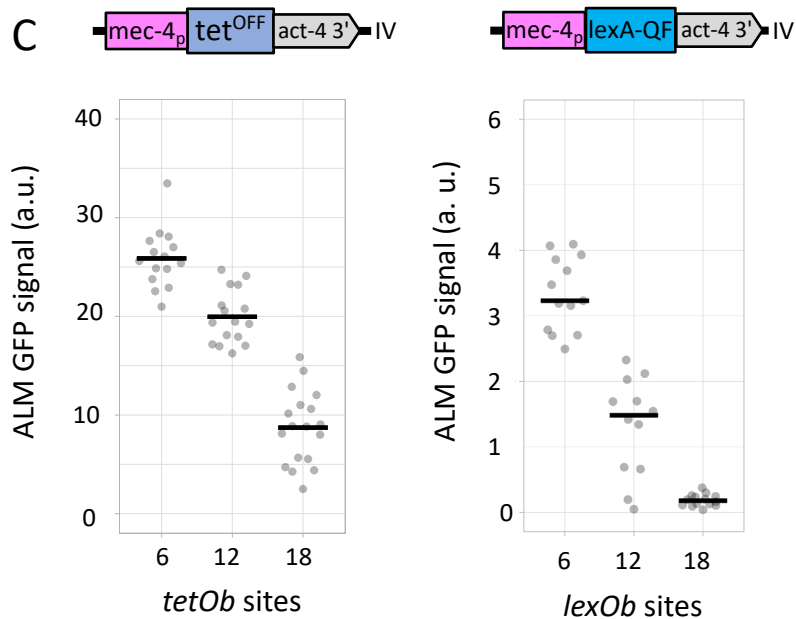 C
mec-4p tetOFF act-4 3' IV
mec-4p lexA-QF act-4 3' IV
ALM GFP signal (a.u.)
40
30
20
10
0
6 12 18
tetOb sites
ALM GFP signal (a. u.)
6
5
4
3
2
1
0
6 12 18
lexOb sites